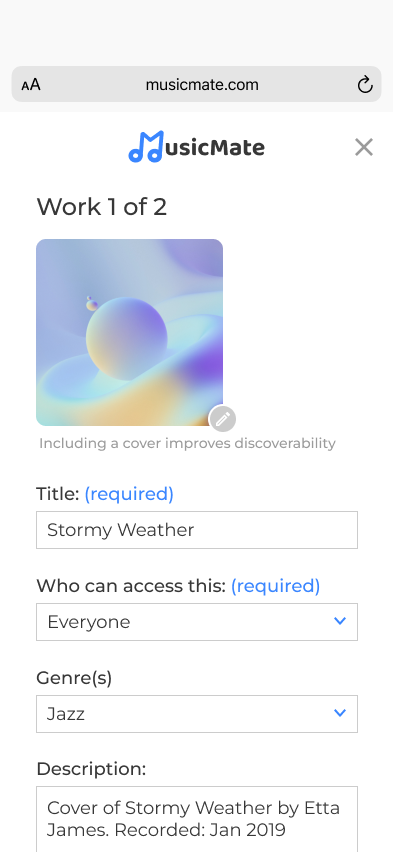 AA musicmate.com
MusicMate
Work 1 of 2
Including a cover improves discoverability
Title: (required)
Stormy Weather
Who can access this: (required)
Everyone
Genre(s)
Jazz
Description:
Cover of Stormy Weather by Etta
James. Recorded: Jan 2019